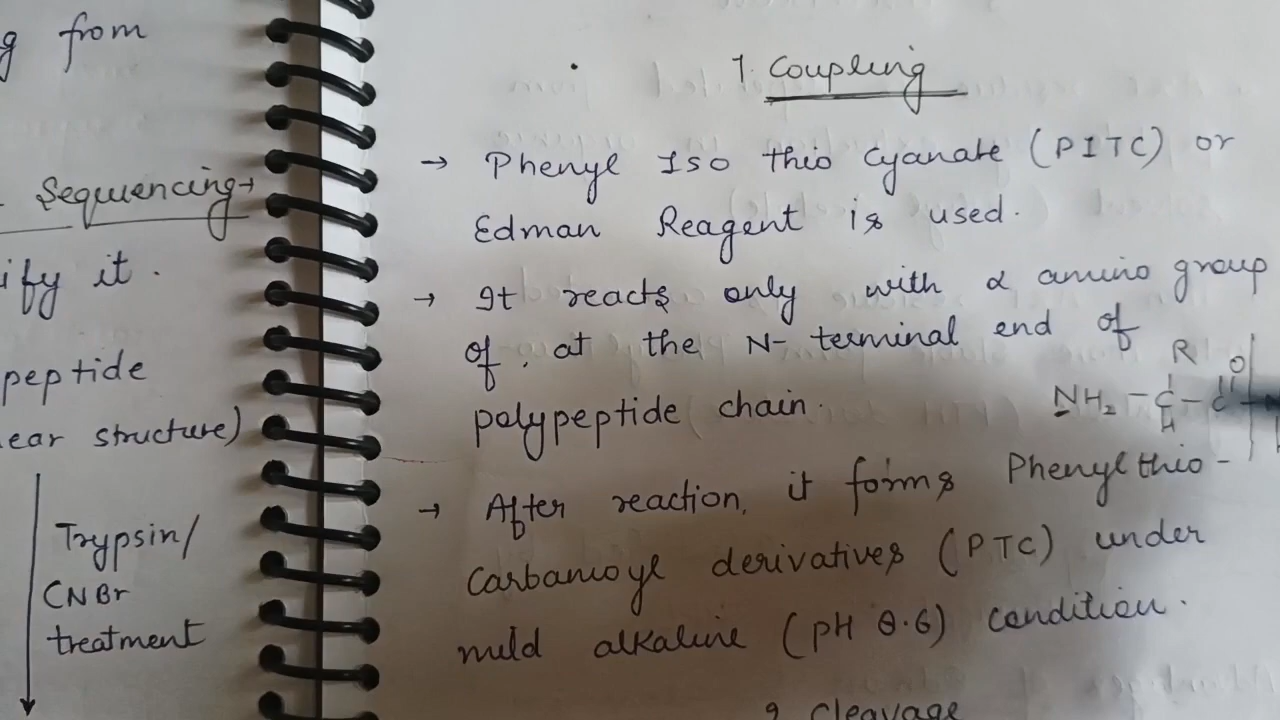 g from
Sequencing→
ify it.
peptide
ear structure)
Trypsin/
CNBr
treatment
1. Coupling
→ Phenyl Iso thio cyanate (PITC) or
Edman Reagent is used.
→ It reacts only with α amino group
of, at the N- terminal end of
polypeptide chain.
R
O
NH₂ - C - C
H
→ After reaction, it forms Phenylthio-
Carbamoyl derivatives (PTC) under
mild alkaline (pH 8.6) condition.
2 Cleavage